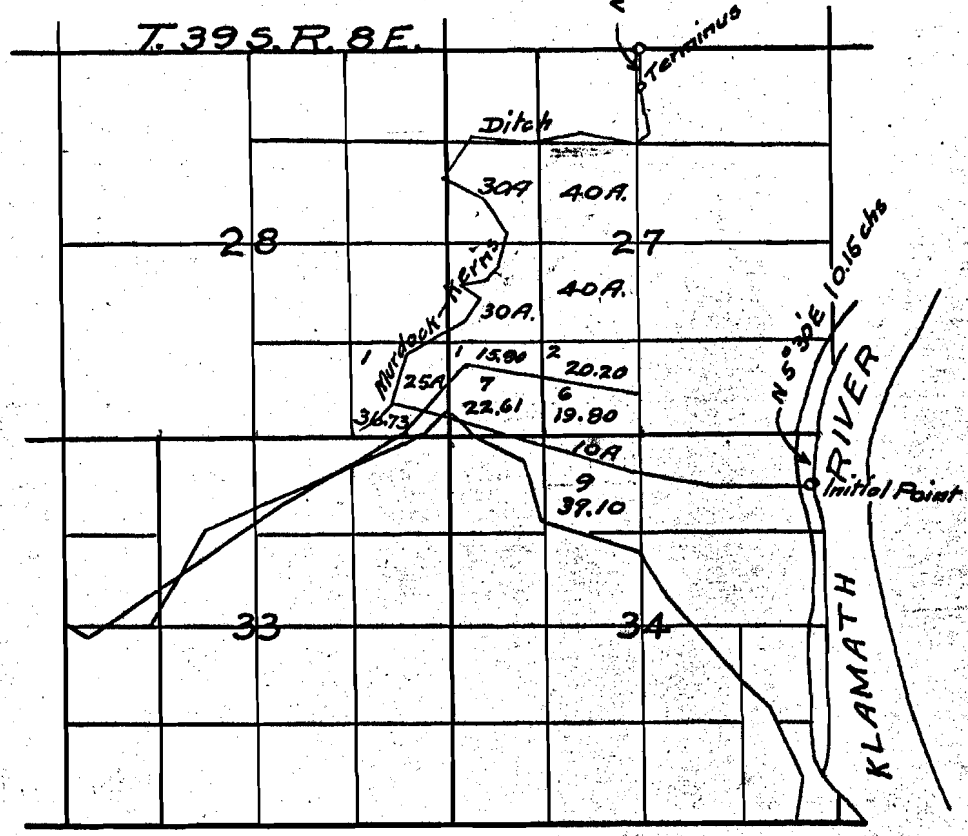 T. 39 S. R. 8 E.
Terminus
Ditch
30A
40A.
28
27
Murdock-Kerns
40A.
30A.
N 5°30'E 10.15 chs
1
1
15.80
2
20.20
25A
7
6
36.73
22.61
19.80
10A
RIVER
Initial Point
9
39.10
33
34
KLAMATH